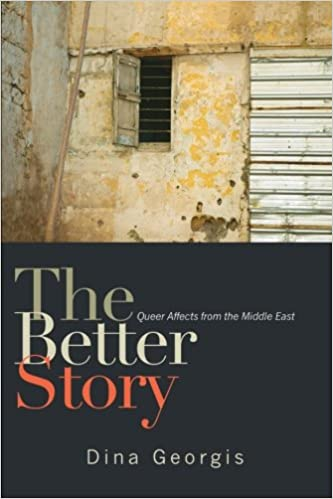 The
Queer Affects from the Middle East
Better
Story
Dina Georgis